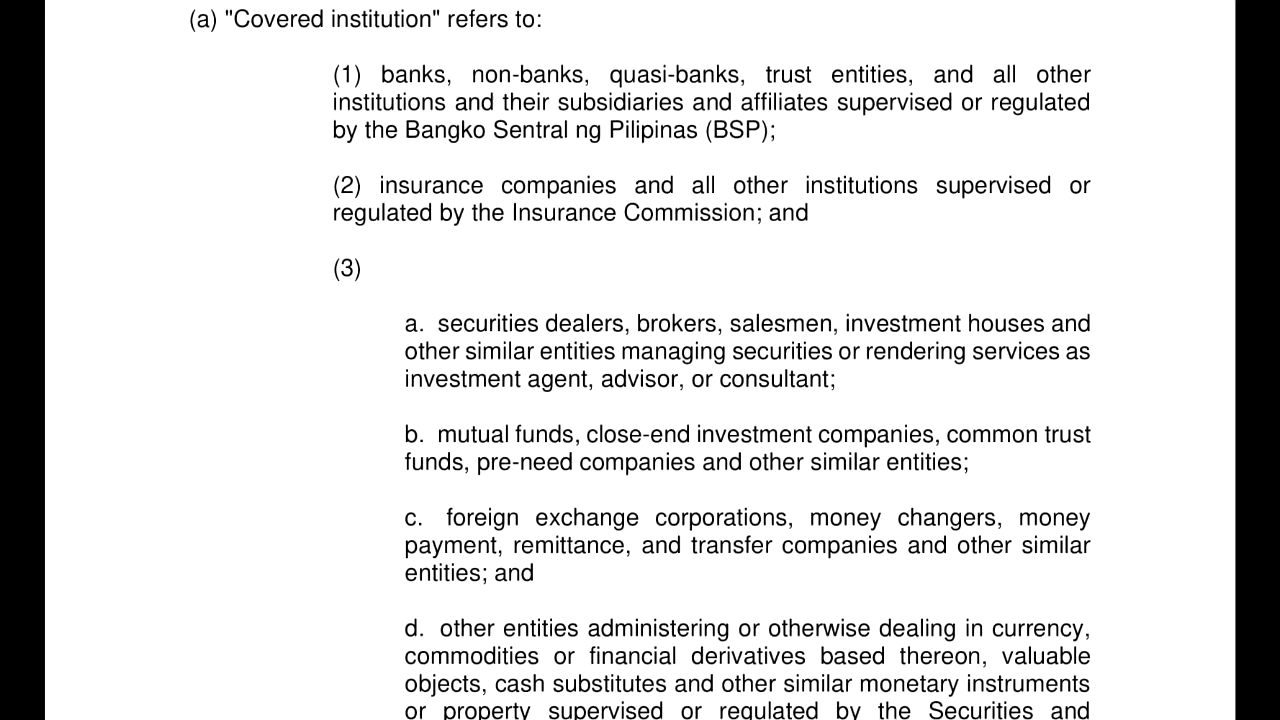 (a) "Covered institution" refers to:
(1) banks, non-banks, quasi-banks, trust entities, and all other
institutions and their subsidiaries and affiliates supervised or regulated
by the Bangko Sentral ng Pilipinas (BSP);
(2) insurance companies and all other institutions supervised or
regulated by the Insurance Commission; and
(3)
a. securities dealers, brokers, salesmen, investment houses and
other similar entities managing securities or rendering services as
investment agent, advisor, or consultant;
b. mutual funds, close-end investment companies, common trust
funds, pre-need companies and other similar entities;
c. foreign exchange corporations, money changers, money
payment, remittance, and transfer companies and other similar
entities; and
d. other entities administering or otherwise dealing in currency,
commodities or financial derivatives based thereon, valuable
objects, cash substitutes and other similar monetary instruments
or property supervised or regulated by the Securities and